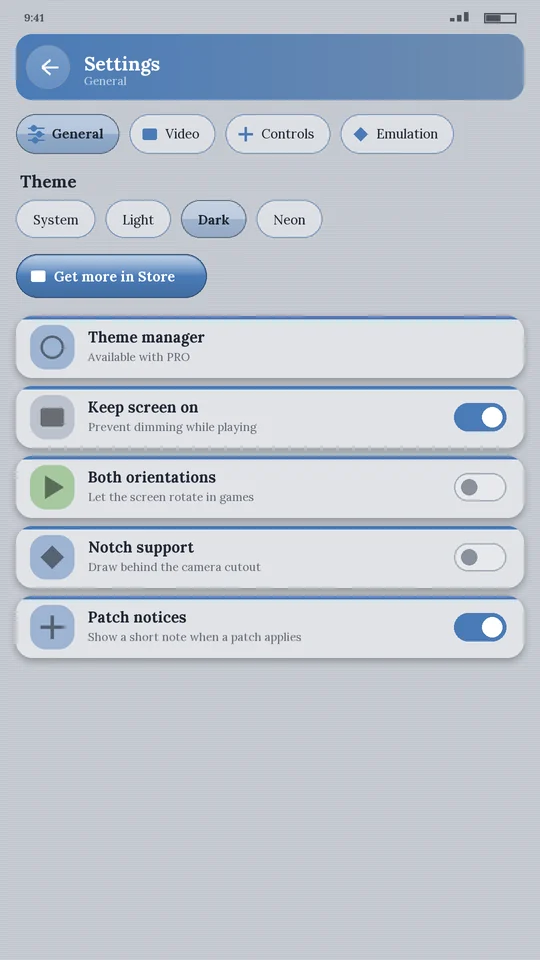 9:41
Settings
General
General
Video
Controls
Emulation
Theme
System
Light
Dark
Neon
Get more in Store
Theme manager
Available with PRO
Keep screen on
Prevent dimming while playing
Both orientations
Let the screen rotate in games
Notch support
Draw behind the camera cutout
Patch notices
Show a short note when a patch applies